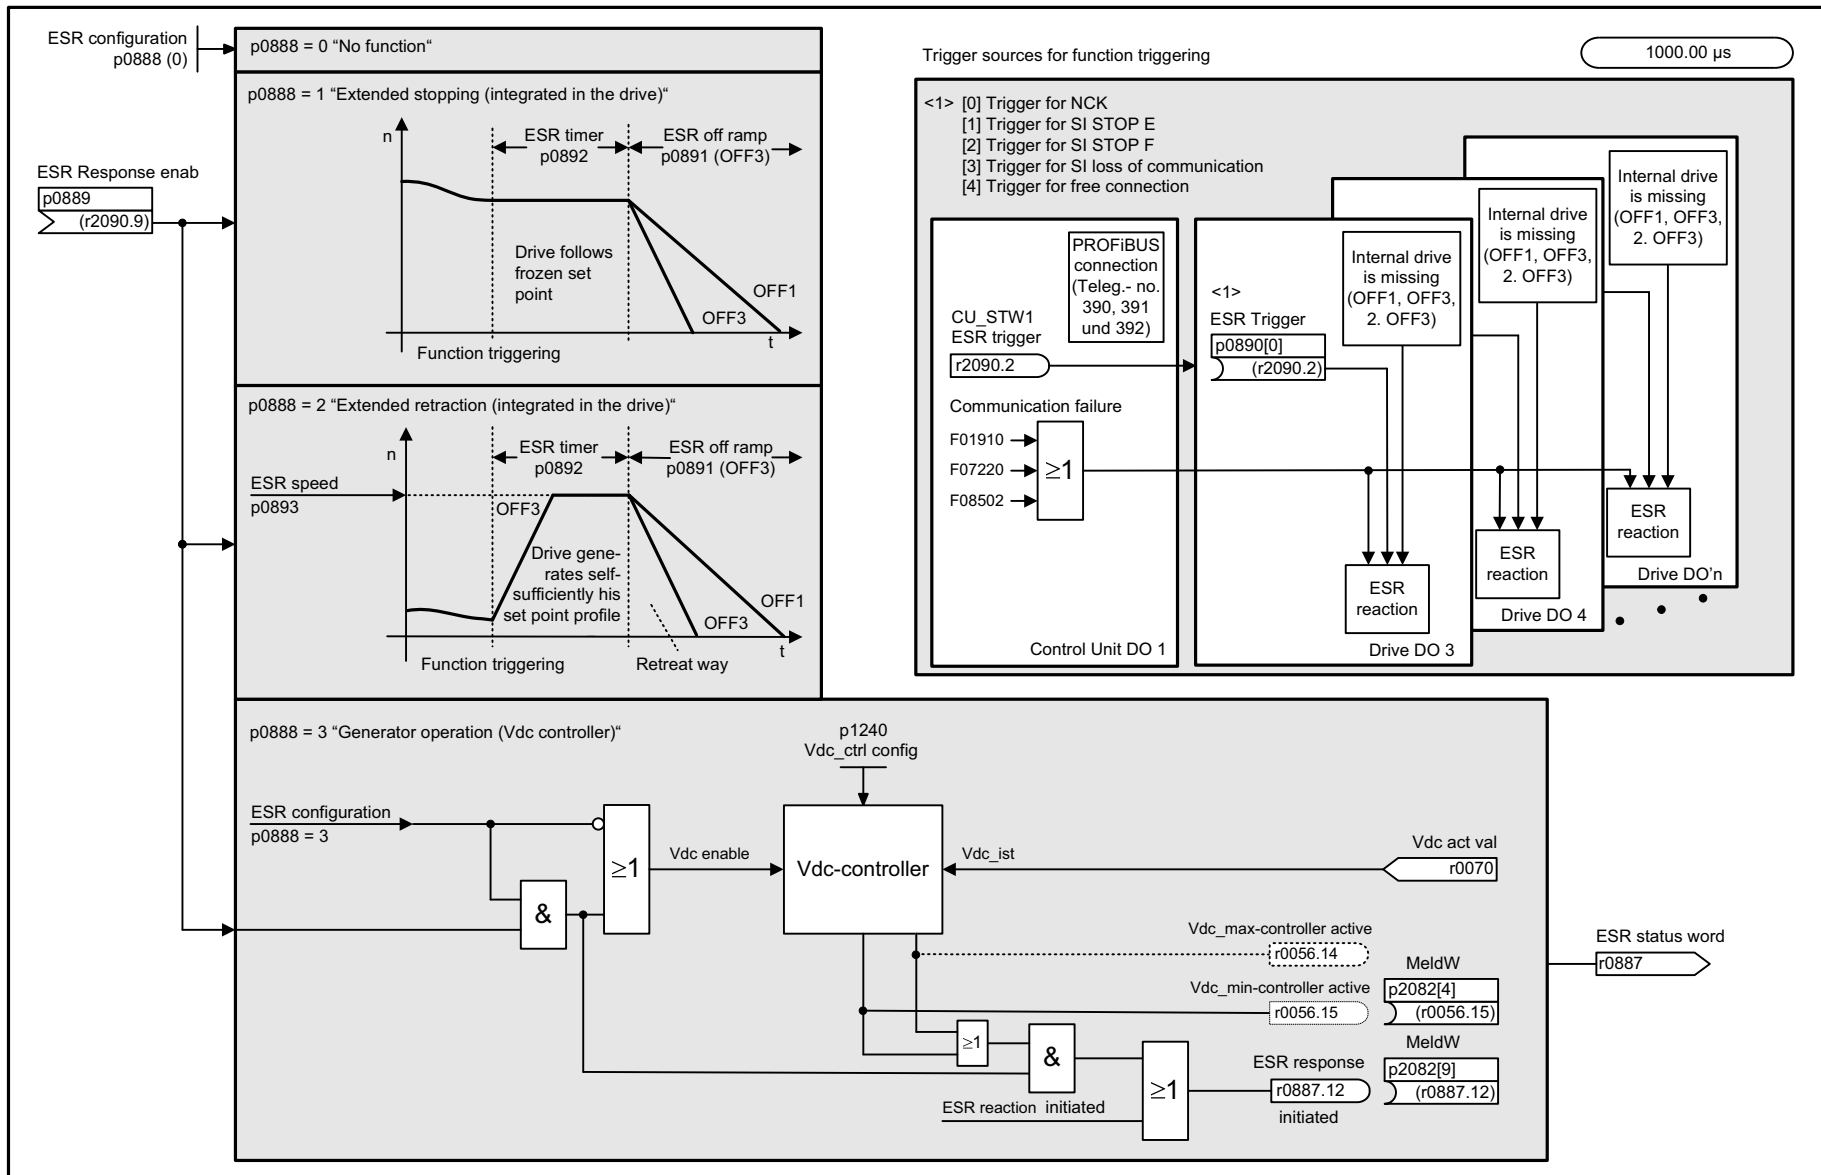 ESR configuration
p0888 (0)
p0888 = 0 “No function“
p0888 = 1 “Extended stopping (integrated in the drive)“
n
ESR timer
p0892
ESR off ramp
p0891 (OFF3)
Drive follows
frozen set
point
OFF1
OFF3
t
Function triggering
ESR Response enab
p0889
(r2090.9)
p0888 = 2 “Extended retraction (integrated in the drive)“
n
ESR timer
p0892
ESR off ramp
p0891 (OFF3)
ESR speed
p0893
OFF3
Drive gene-
rates self-
sufficiently his
set point profile
OFF1
OFF3
t
Function triggering
Retreat way
Trigger sources for function triggering
1000.00 µs
<1> [0] Trigger for NCK
[1] Trigger for SI STOP E
[2] Trigger for SI STOP F
[3] Trigger for SI loss of communication
[4] Trigger for free connection
PROFiBUS
connection
(Teleg.- no.
390, 391
und 392)
CU_STW1
ESR trigger
r2090.2
Communication failure
F01910
F07220
F08502
≥1
Control Unit DO 1
<1>
ESR Trigger
p0890[0]
(r2090.2)
Internal drive
is missing
(OFF1, OFF3,
2. OFF3)
ESR
reaction
Drive DO 3
Internal drive
is missing
(OFF1, OFF3,
2. OFF3)
ESR
reaction
Drive DO 4
Internal drive
is missing
(OFF1, OFF3,
2. OFF3)
ESR
reaction
Drive DO’n
p0888 = 3 “Generator operation (Vdc controller)“
p1240
Vdc_ctrl config
ESR configuration
p0888 = 3
&
≥1
Vdc enable
Vdc-controller
Vdc_ist
Vdc act val
r0070
Vdc_max-controller active
r0056.14
Vdc_min-controller active
r0056.15
MeldW
p2082[4]
(r0056.15)
≥1
&
≥1
ESR reaction initiated
ESR response
r0887.12
initiated
MeldW
p2082[9]
(r0887.12)
ESR status word
r0887